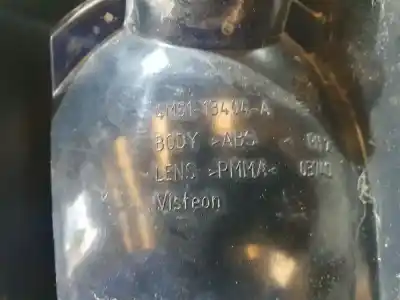 4M51-13404-A
BODY >ABS<
LENS >PMMA<
Visteon